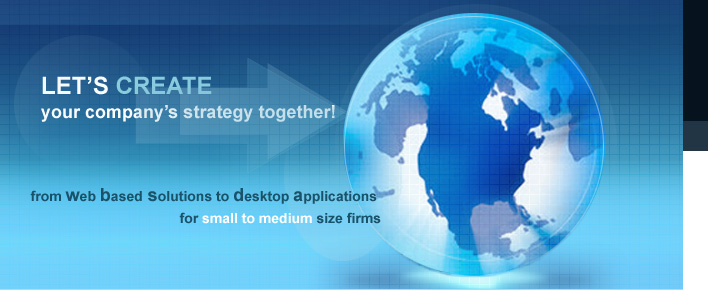 LET'S CREATE
your company's strategy together!
from Web based Solutions to desktop applications
for small to medium size firms